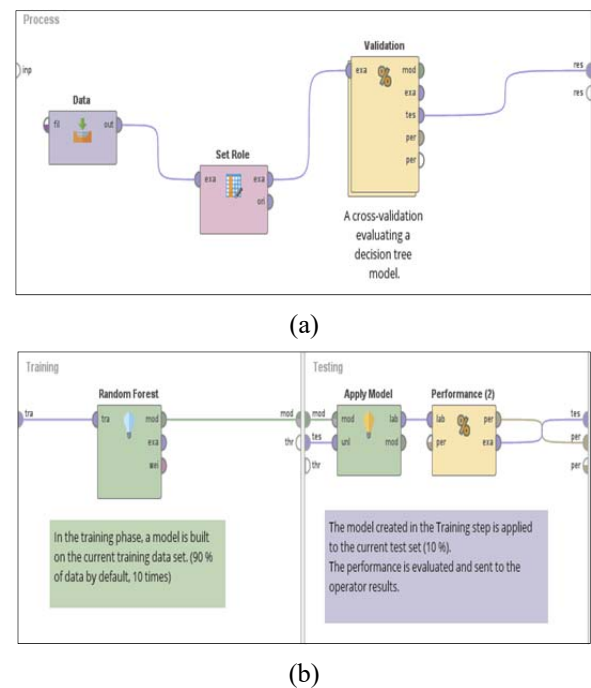 Process
inp
Data
fil
out
Set Role
exa
exa
ori
Validation
exa
mod
exa
tes
per
per
res
res
A cross-validation
evaluating a
decision tree
model.
(a)
Training
tra
Random Forest
tra
mod
exa
wei
mod
thr
In the training phase, a model is built
on the current training data set. (90 %
of data by default, 10 times)
Testing
mod
tes
thr
Apply Model
mod
unl
lab
mod
Performance (2)
lab
per
per
exa
tes
per
per
The model created in the Training step is applied
to the current test set (10 %).
The performance is evaluated and sent to the
operator results.
(b)